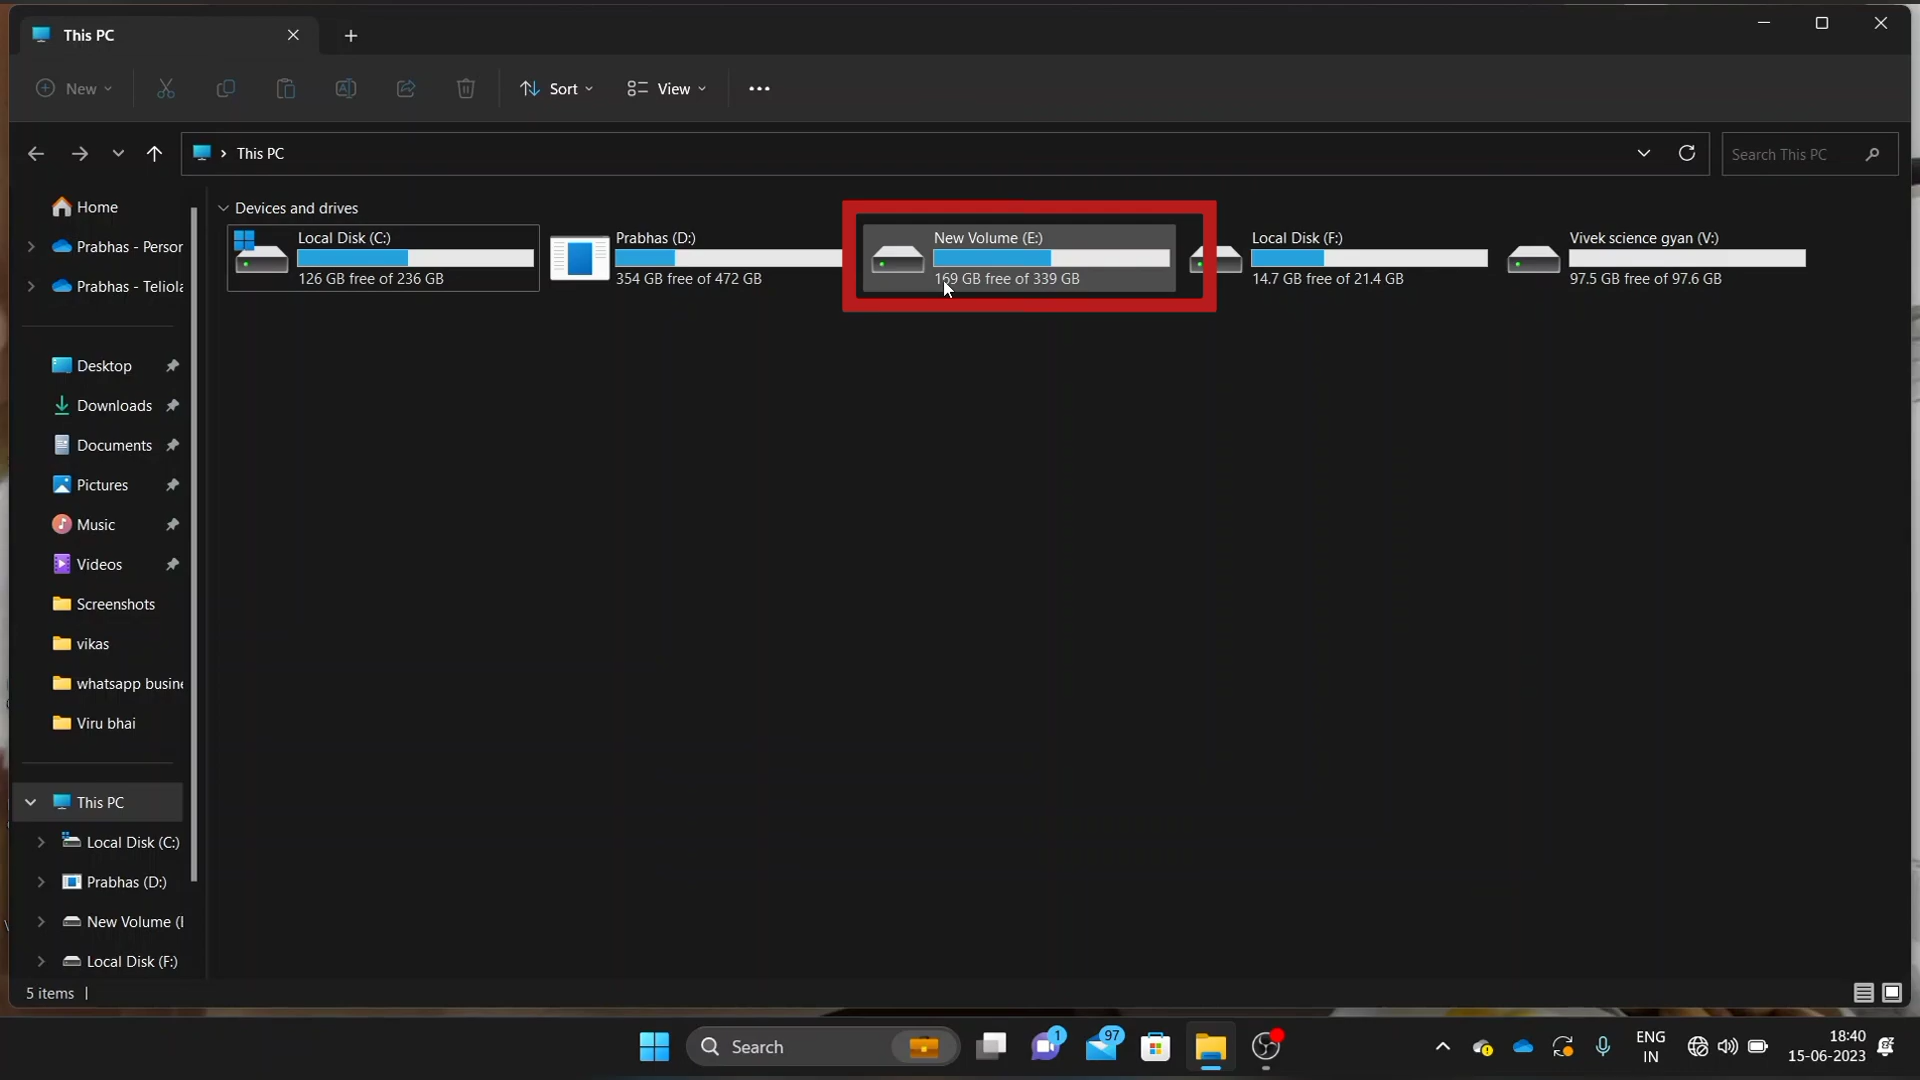 This PC
New
Sort
View
This PC
Search This PC
Home
Prabhas - Persor
Prabhas - Teliola
Desktop
Downloads
Documents
Pictures
Music
Videos
Screenshots
vikas
whatsapp busine
Viru bhai
This PC
Local Disk (C:)
Prabhas (D:)
New Volume (
Local Disk (F:)
Devices and drives
Local Disk (C:)
126 GB free of 236 GB
Prabhas (D:)
354 GB free of 472 GB
New Volume (E:)
169 GB free of 339 GB
Local Disk (F:)
14.7 GB free of 21.4 GB
Vivek science gyan (V:)
97.5 GB free of 97.6 GB
5 items
Search
1
97
ENG
IN
18:40
15-06-2023